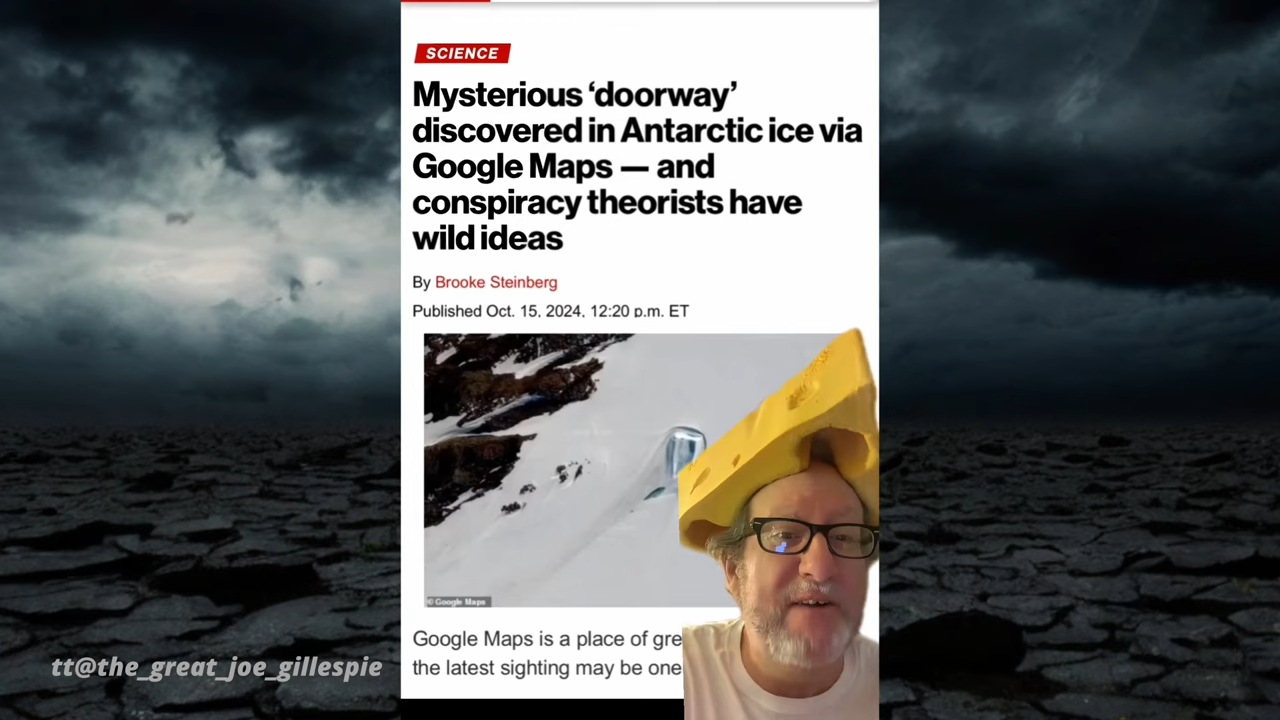 SCIENCE
Mysterious ‘doorway’
discovered in Antarctic ice via
Google Maps — and
conspiracy theorists have
wild ideas
By Brooke Steinberg
Published Oct. 15, 2024, 12:20 p.m. ET
© Google Maps
Google Maps is a place of gre
the latest sighting may be one
tt@the_great_joe_gillespie